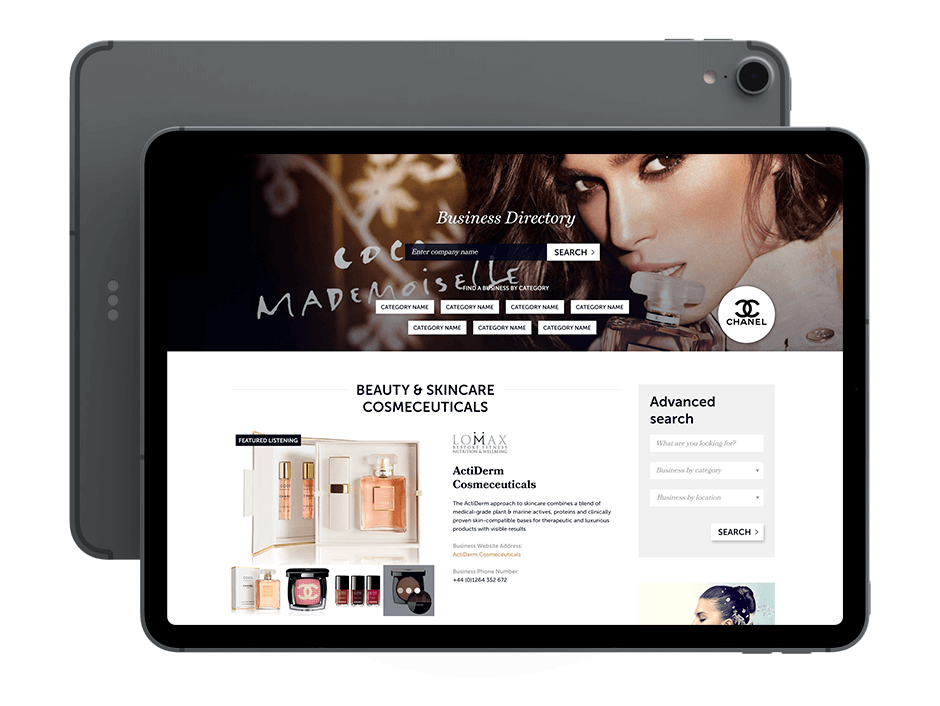 Business Directory
COCO
MADEMOISELLE
Enter company name
SEARCH
FIND A BUSINESS BY CATEGORY
CATEGORY NAME CATEGORY NAME CATEGORY NAME CATEGORY NAME
CATEGORY NAME CATEGORY NAME CATEGORY NAME
CHANEL
BEAUTY & SKINCARE
COSMECEUTICALS
FEATURED LISTENING
LOMAX
BESPOKE FITNESS
NUTRITION & WELLBEING
ActiDerm
Cosmeceuticals
The ActiDerm approach to skincare combines a blend of
medical-grade plant & marine actives, proteins and clinically
proven skin-compatible bases for therapeutic and luxurious
products with visible results.
Business Website Address:
ActiDerm Cosmeceuticals
Business Phone Number:
+44 (0)1264 352 672
Advanced
search
What are you looking for?
Business by category
Business by location
SEARCH